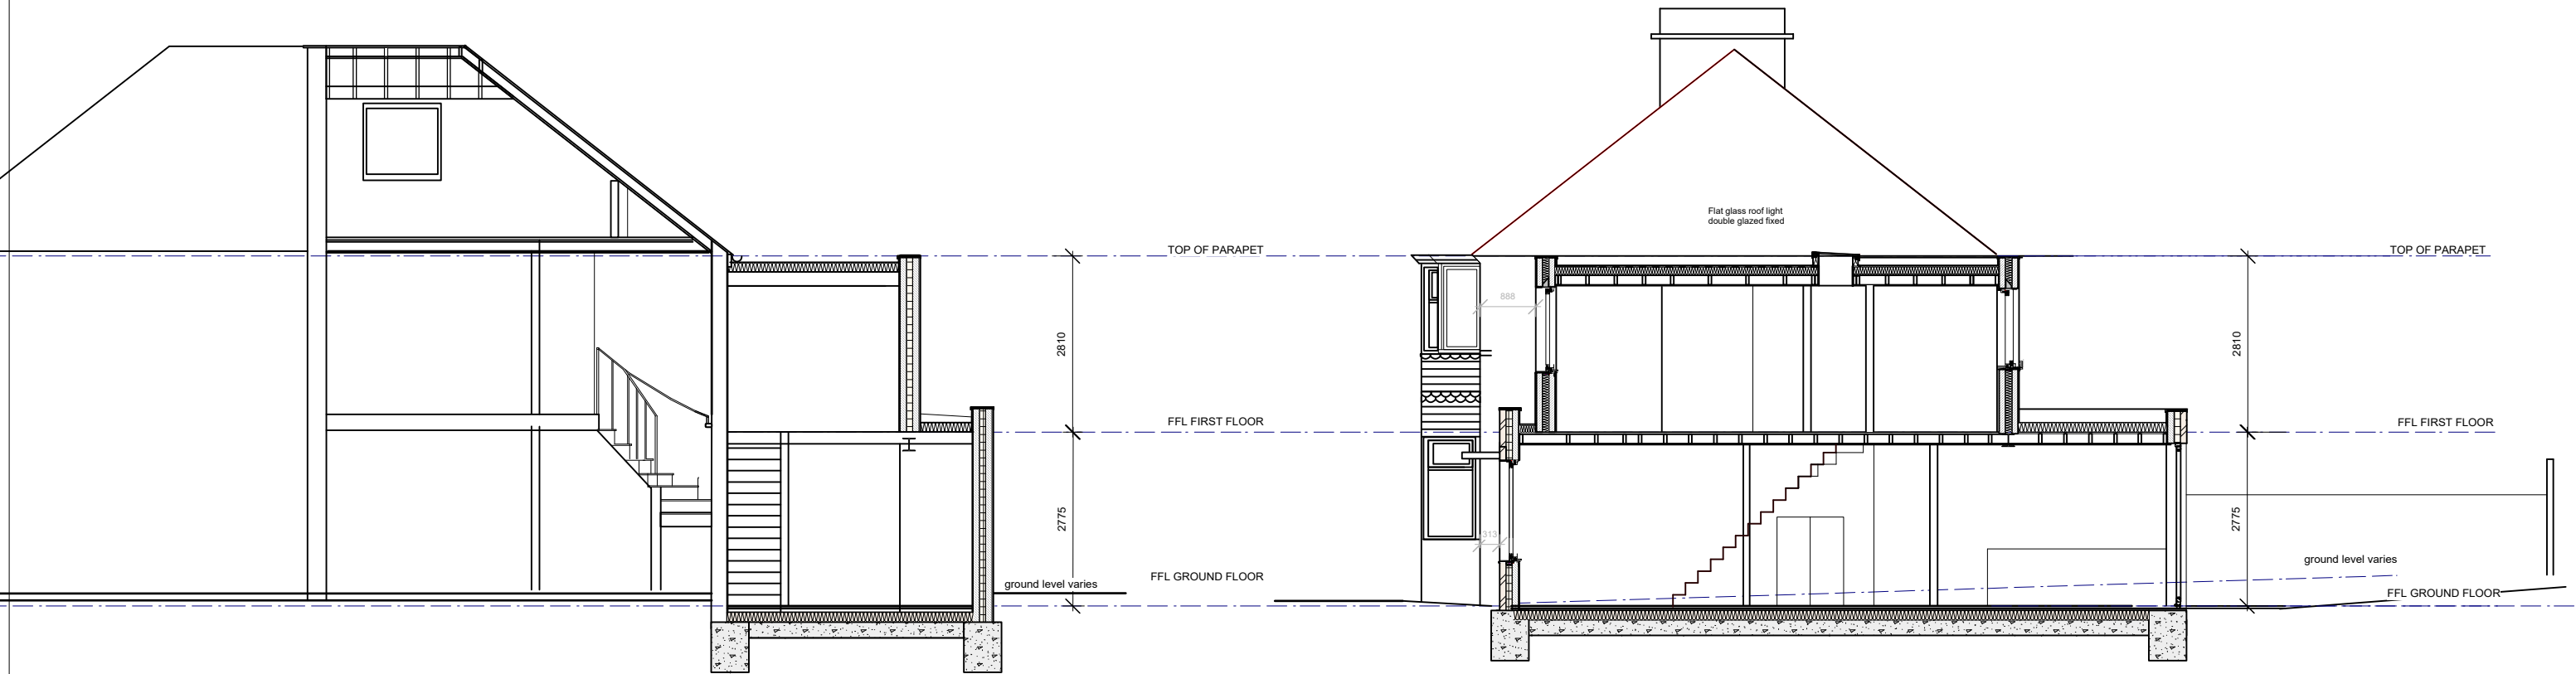 Flat glass roof light
double glazed fixed
TOP OF PARAPET
TOP OF PARAPET
888
2810
2810
FFL FIRST FLOOR
FFL FIRST FLOOR
2775
2775
313
ground level varies
FFL GROUND FLOOR
ground level varies
FFL GROUND FLOOR